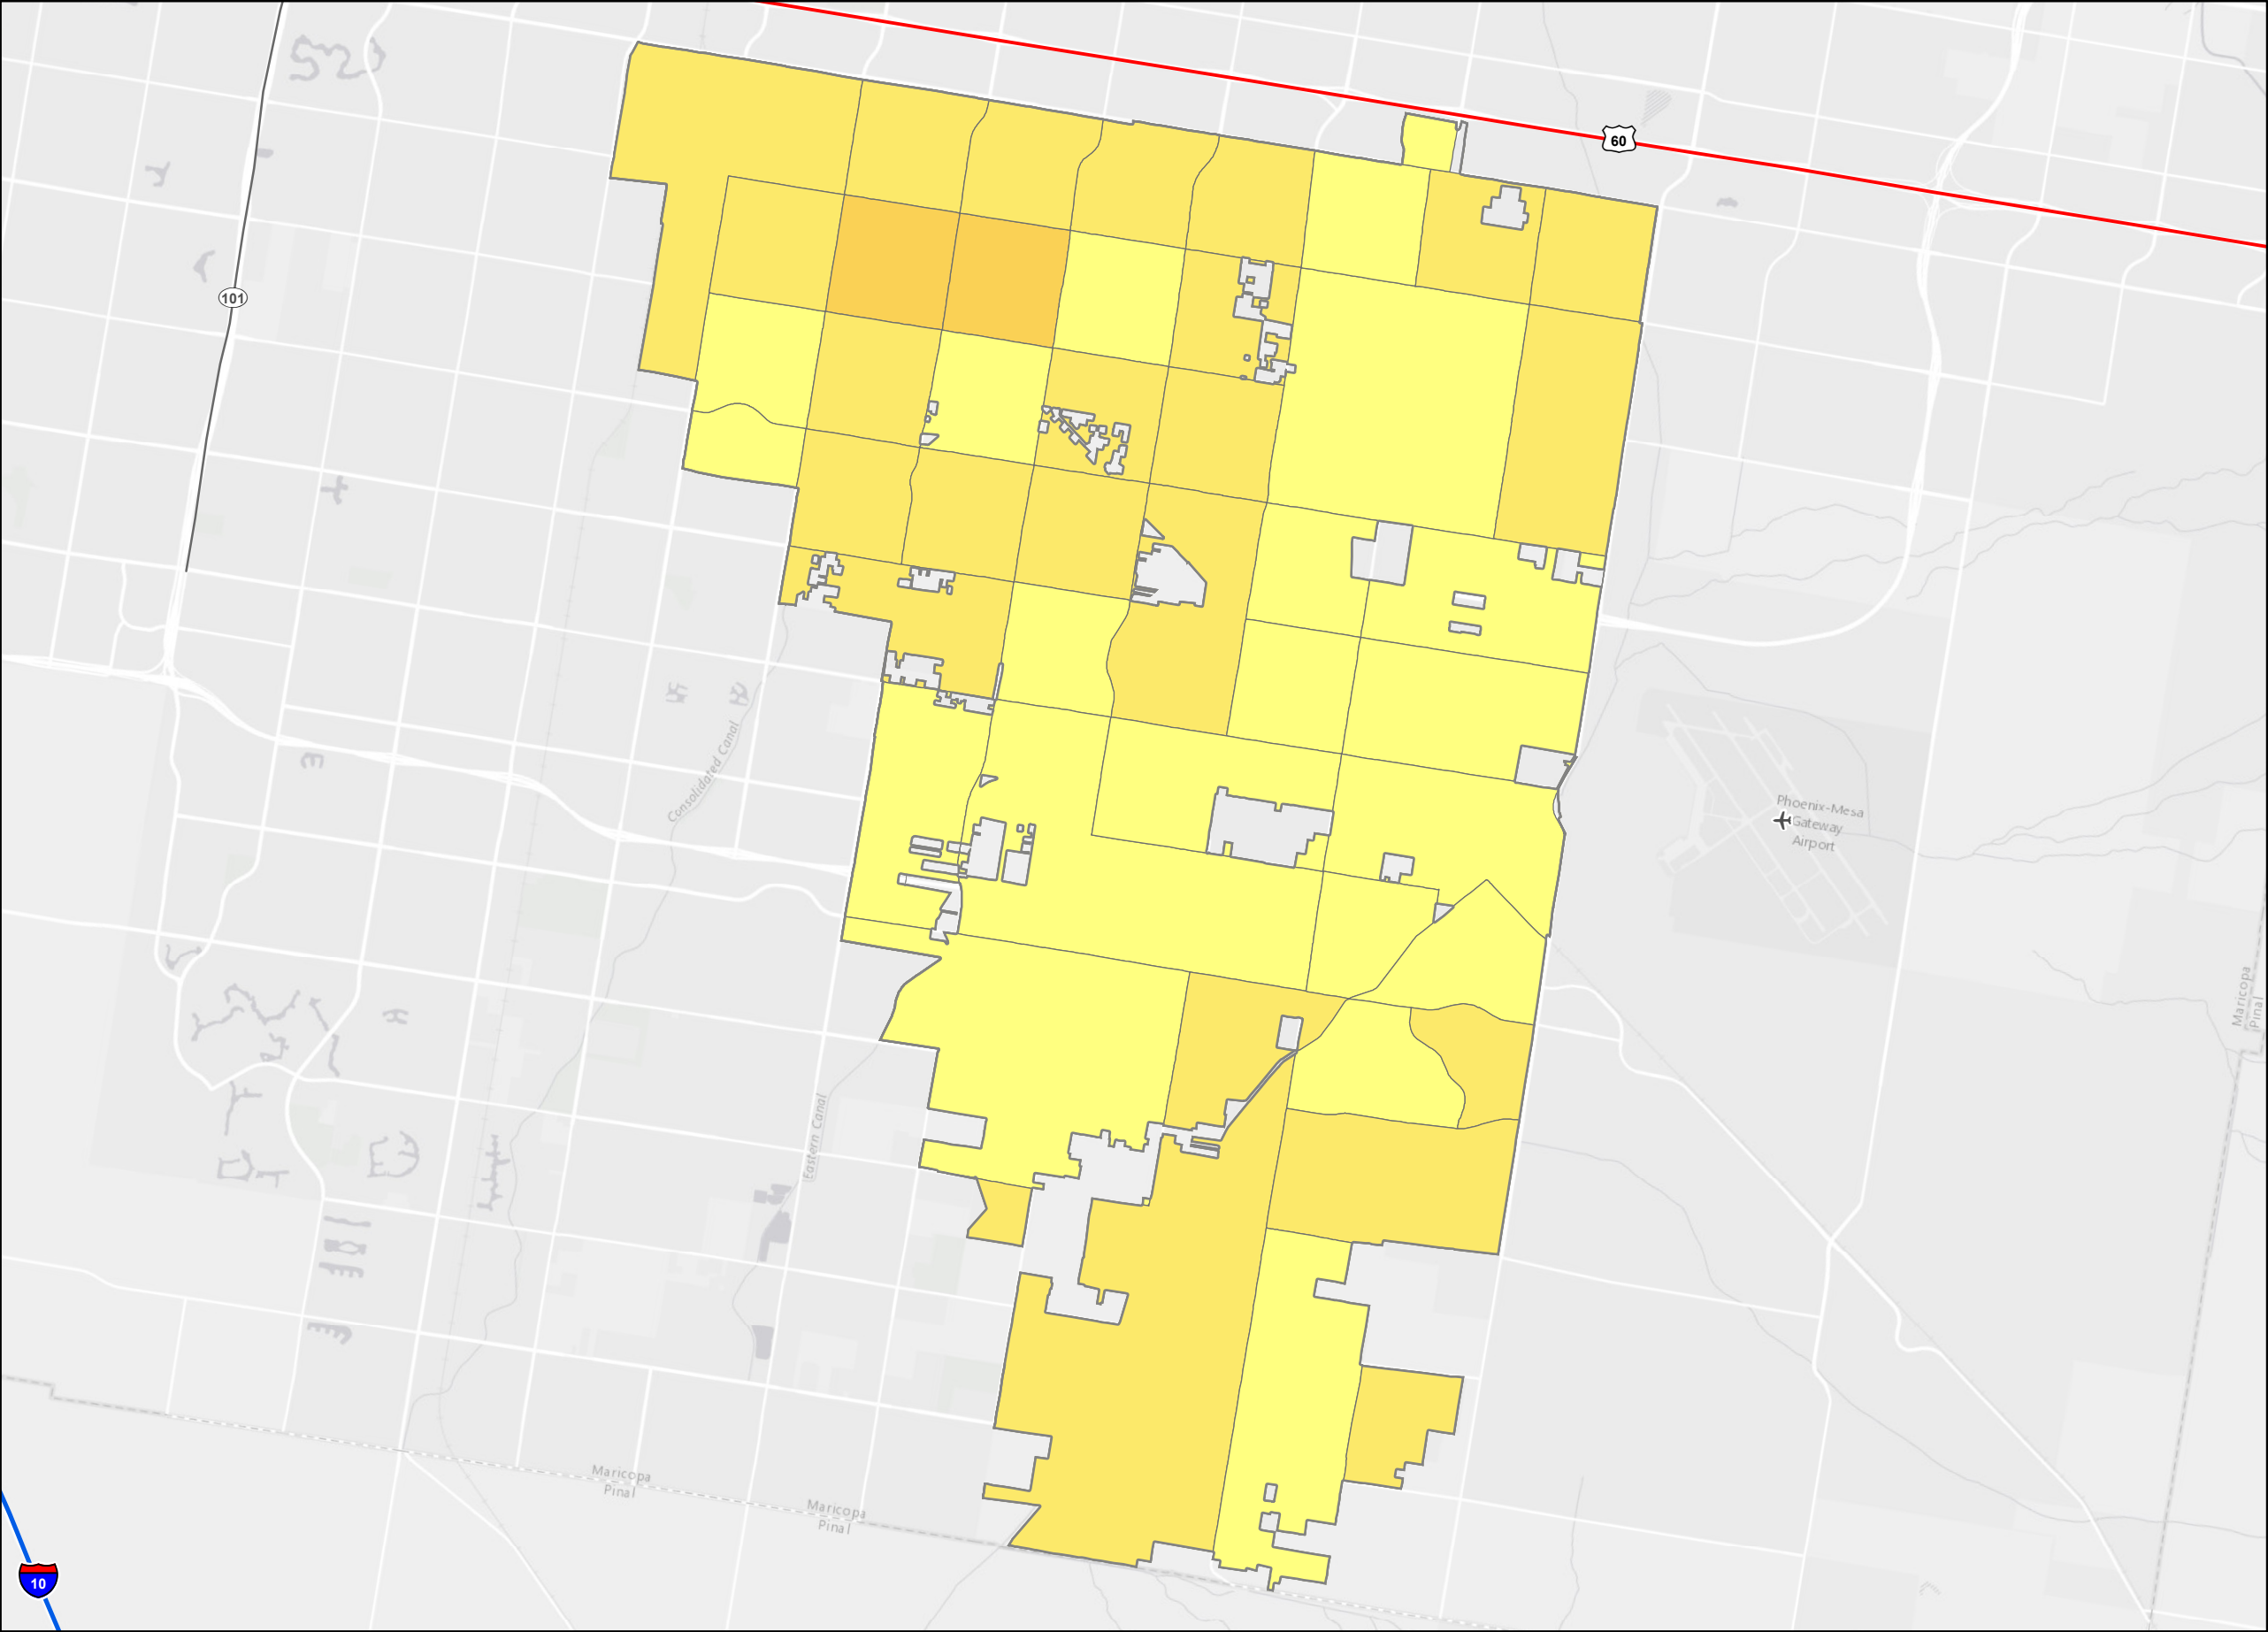 60
101
Consolidated Canal
Phoenix-Mesa
Gateway
Airport
Maricopa
Pinal
Eastern Canal
Maricopa
Pinal
Maricopa
Pinal
10